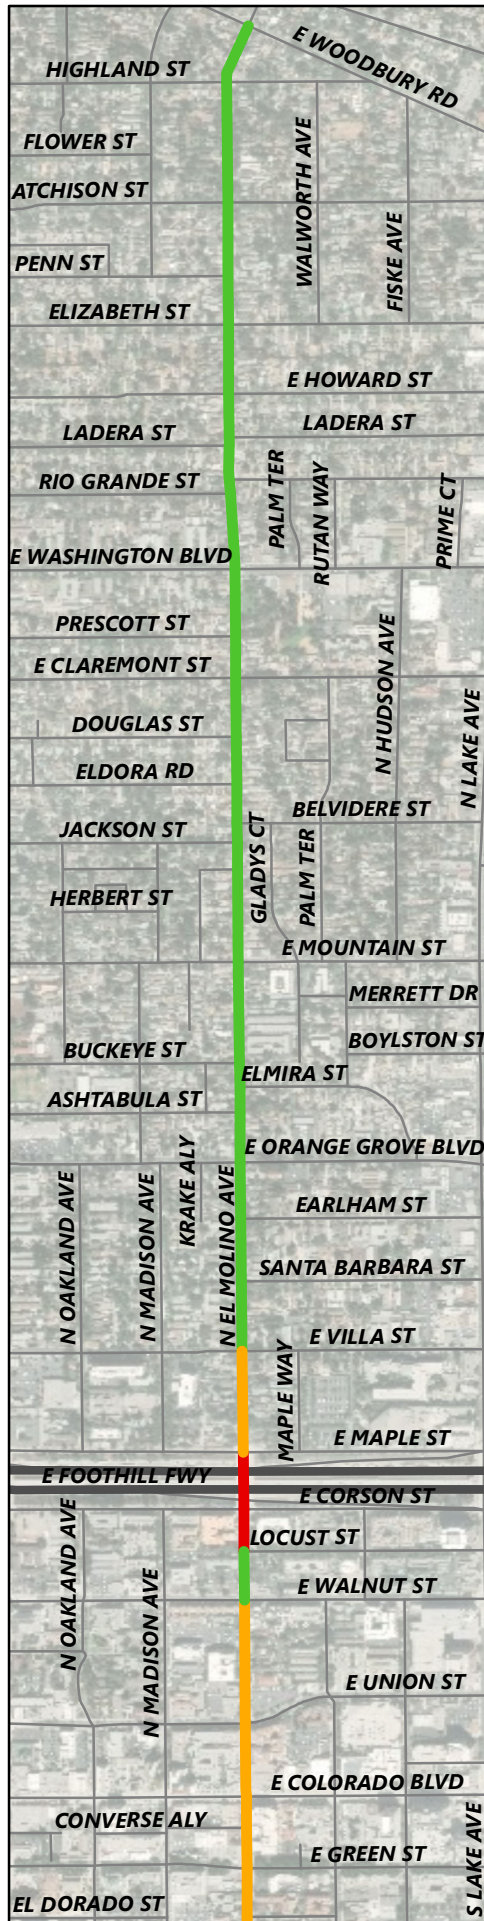 E WOODBURY RD
HIGHLAND ST
FLOWER ST
WALWORTH AVE
ATCHISON ST
FISKE AVE
PENN ST
ELIZABETH ST
E HOWARD ST
LADERA ST
LADERA ST
PALM TER
RUTAN WAY
PRIME CT
RIO GRANDE ST
E WASHINGTON BLVD
PRESCOTT ST
N HUDSON AVE
E CLAREMONT ST
N LAKE AVE
DOUGLAS ST
ELDORA RD
BELVIDERE ST
JACKSON ST
GLADYS CT
PALM TER
HERBERT ST
E MOUNTAIN ST
MERRETT DR
BOYLSTON ST
BUCKEYE ST
ELMIRA ST
ASHTABULA ST
E ORANGE GROVE BLVD
KRAKE ALY
N OAKLAND AVE
N MADISON AVE
N EL MOLINO AVE
EARLHAM ST
SANTA BARBARA ST
E VILLA ST
MAPLE WAY
E MAPLE ST
E FOOTHILL FWY
E CORSON ST
N OAKLAND AVE
LOCUST ST
N MADISON AVE
E WALNUT ST
E UNION ST
E COLORADO BLVD
CONVERSE ALY
S LAKE AVE
E GREEN ST
EL DORADO ST